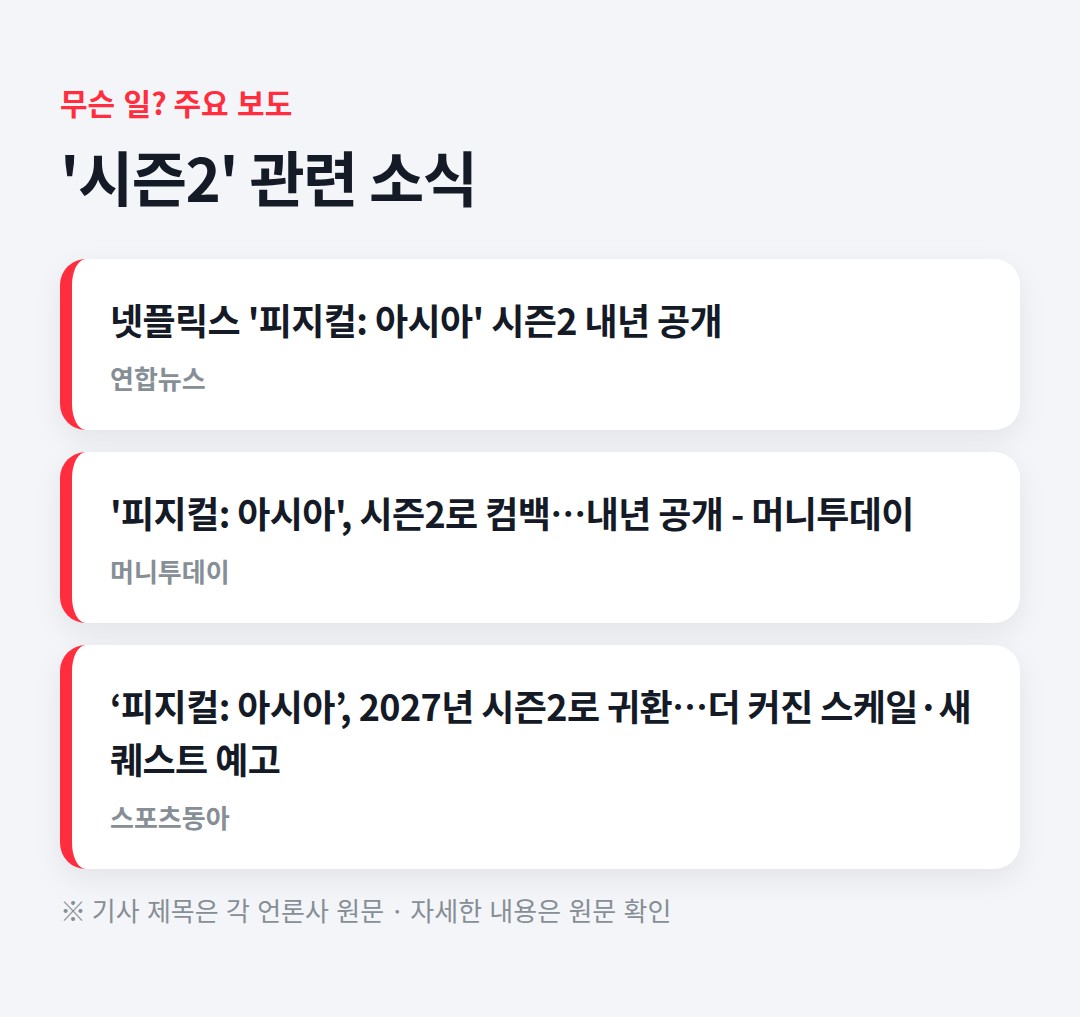 무슨 일? 주요 보도
'시즌2' 관련 소식
넷플릭스 '피지컬: 아시아' 시즌2 내년 공개
연합뉴스
'피지컬: 아시아', 시즌2로 컴백…내년 공개 - 머니투데이
머니투데이
‘피지컬: 아시아’, 2027년 시즌2로 귀환…더 커진 스케일·새
퀘스트 예고
스포츠동아
※ 기사 제목은 각 언론사 원문 · 자세한 내용은 원문 확인